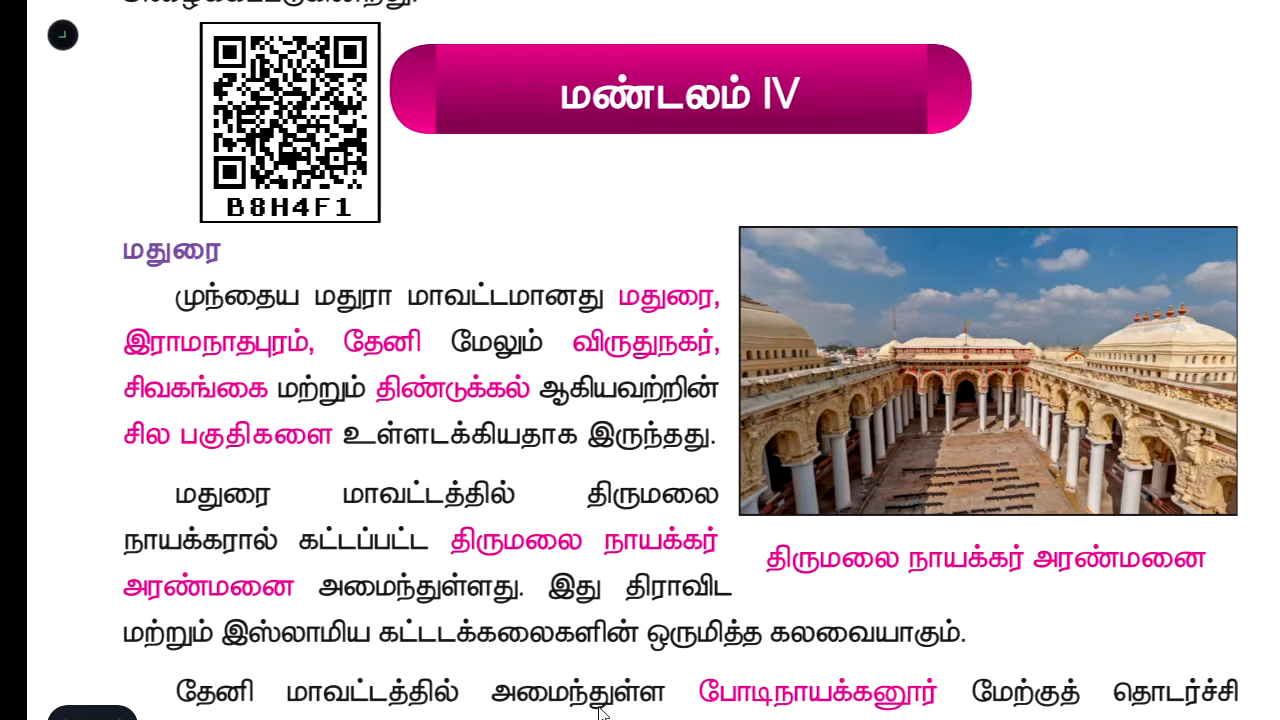 மண்டலம் IV
B8H4F1
மதுரை
முந்தைய மதுரா மாவட்டமானது மதுரை,
இராமநாதபுரம், தேனி மேலும் விருதுநகர்,
சிவகங்கை மற்றும் திண்டுக்கல் ஆகியவற்றின்
சில பகுதிகளை உள்ளடக்கியதாக இருந்தது.
மதுரை மாவட்டத்தில் திருமலை
நாயக்கரால் கட்டப்பட்ட திருமலை நாயக்கர்
அரண்மனை அமைந்துள்ளது. இது திராவிட
மற்றும் இஸ்லாமிய கட்டடக்கலைகளின் ஒருமித்த கலவையாகும்.
திருமலை நாயக்கர் அரண்மனை
தேனி மாவட்டத்தில் அமைந்துள்ள போடிநாயக்கனூர் மேற்குத் தொடர்ச்சி